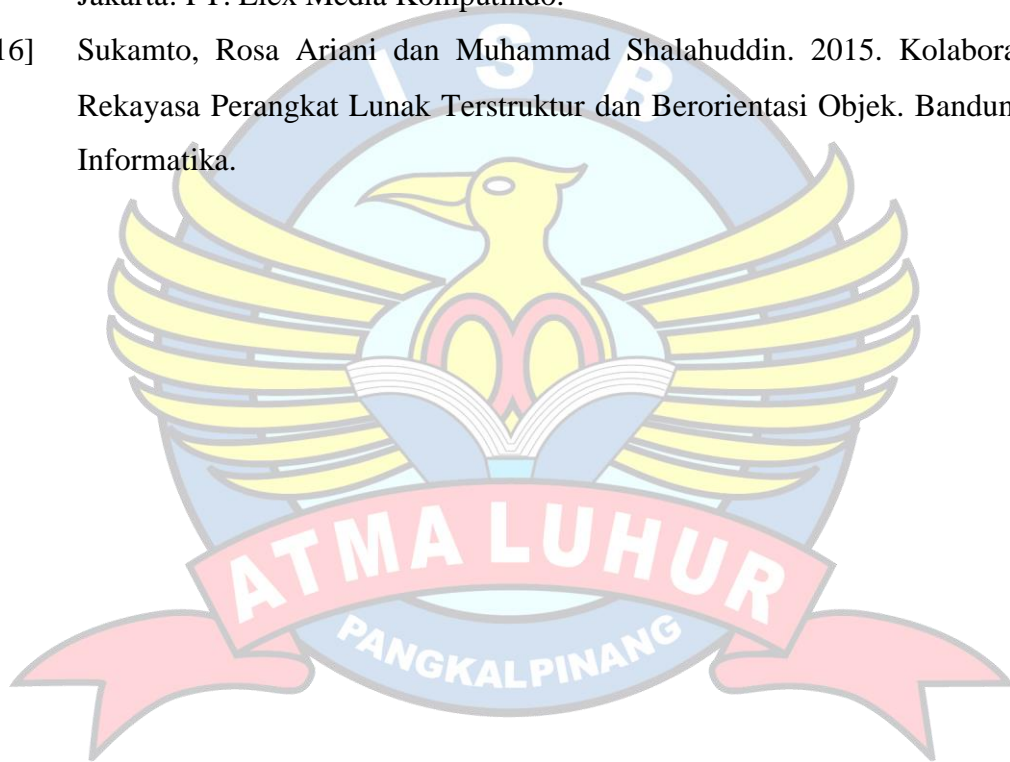 Jakarta: PT. Elex Media Komputindo.
16] Sukamto, Rosa Ariani dan Muhammad Shalahuddin. 2015. Kolabora
Rekayasa Perangkat Lunak Terstruktur dan Berorientasi Objek. Bandun
Informatika.
I S B
ATMA LUHUR
PANGKALPINANG